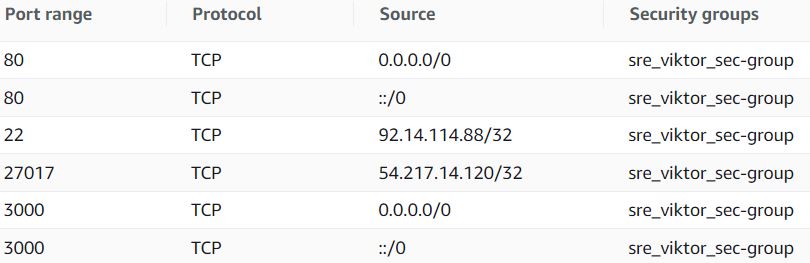 Port range Protocol Source Security groups
80 TCP 0.0.0.0/0 sre_viktor_sec-group
80 TCP ::/0 sre_viktor_sec-group
22 TCP 92.14.114.88/32 sre_viktor_sec-group
27017 TCP 54.217.14.120/32 sre_viktor_sec-group
3000 TCP 0.0.0.0/0 sre_viktor_sec-group
3000 TCP ::/0 sre_viktor_sec-group